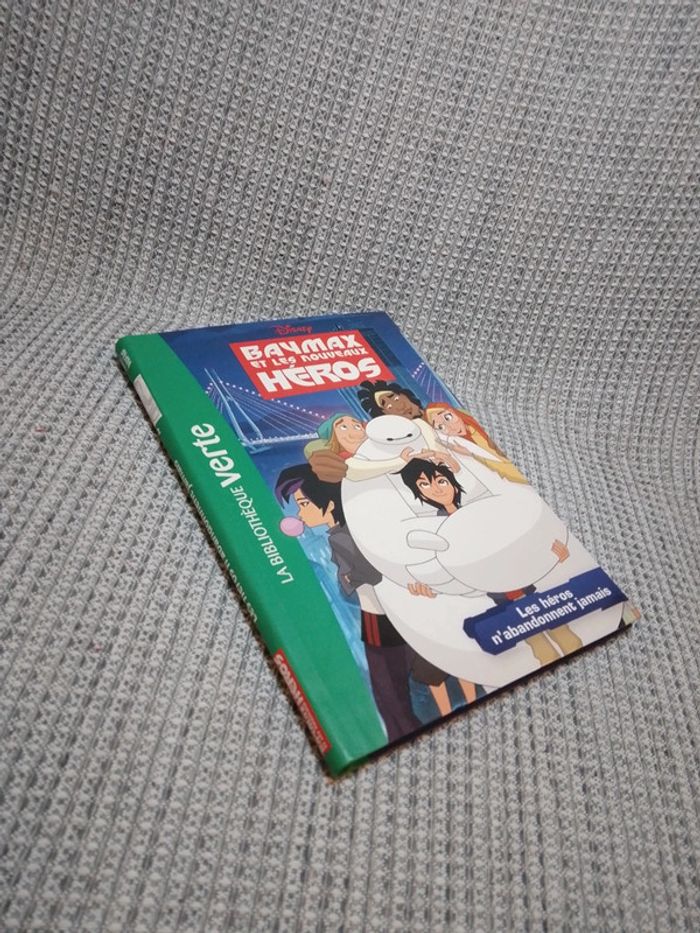 Disney
BAYMAX
ET LES NOUVEAUX
HÉROS
LA BIBLIOTHÈQUE verte
Les héros
n'abandonnent jamais